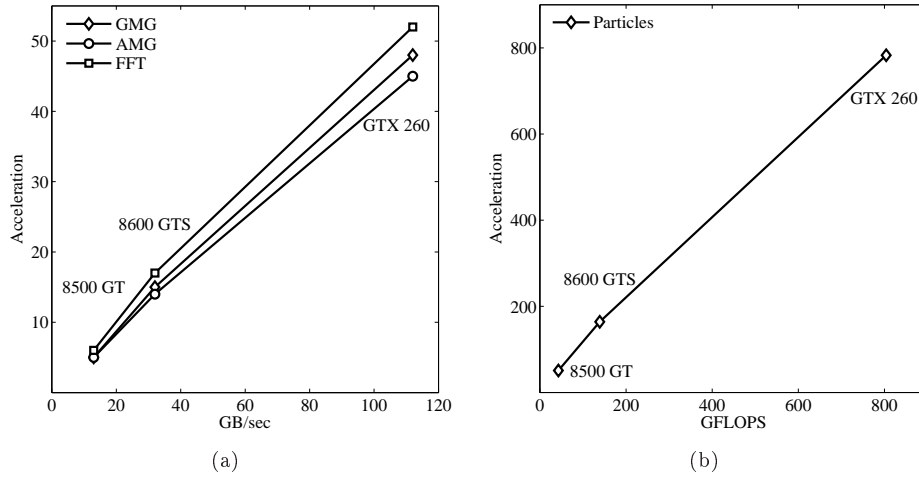 GMG
AMG
FFT
50
40
30
20
10
Acceleration
8500 GT
8600 GTS
GTX 260
0 20 40 60 80 100 120
GB/sec
(a)
Particles
800
600
400
200
Acceleration
8500 GT
8600 GTS
GTX 260
0 200 400 600 800
GFLOPS
(b)